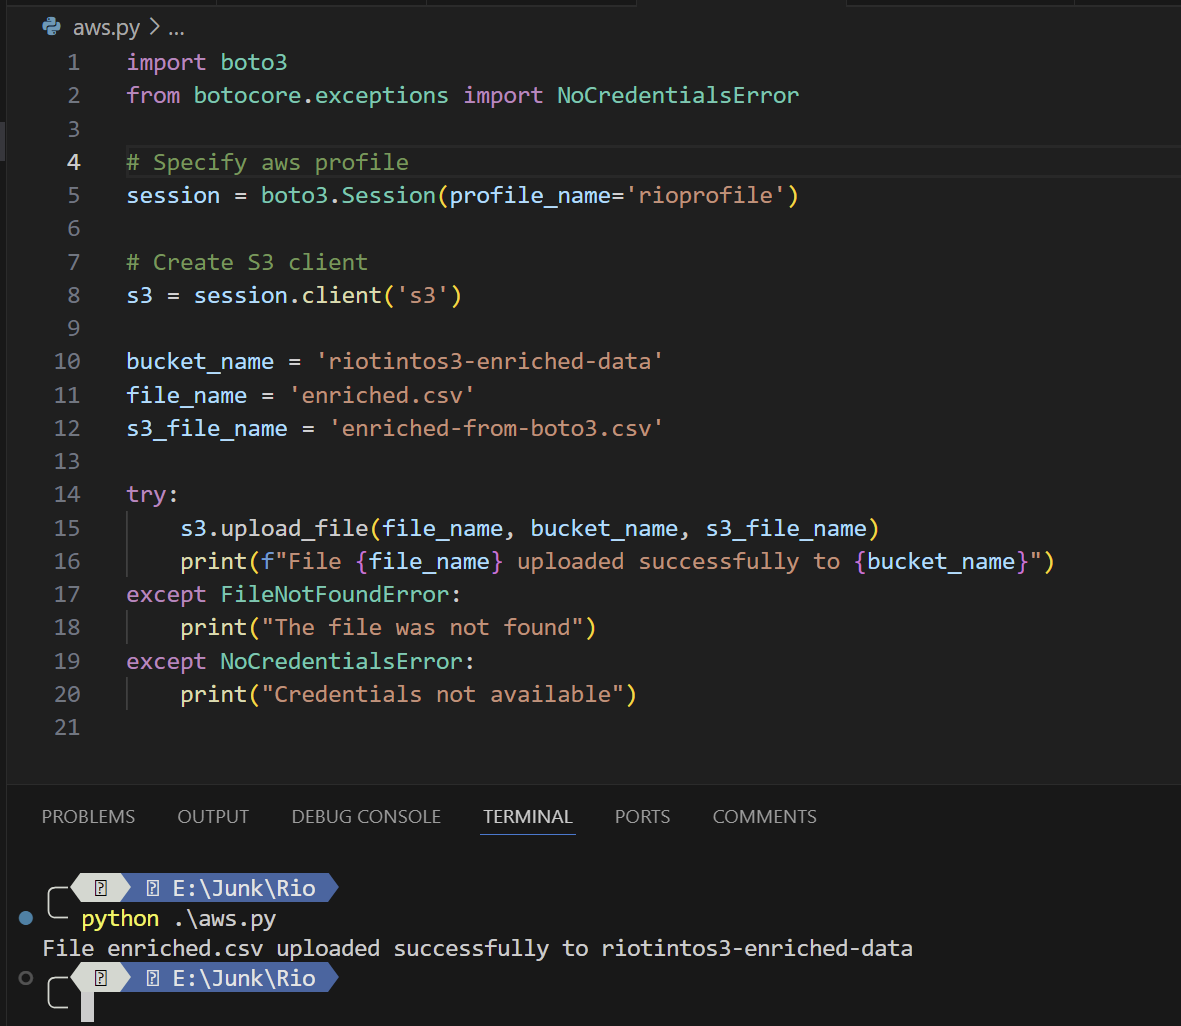 aws.py > ...
1 import boto3
2 from botocore.exceptions import NoCredentialsError
3
4 # Specify aws profile
5 session = boto3.Session(profile_name='rioprofile')
6
7 # Create S3 client
8 s3 = session.client('s3')
9
10 bucket_name = 'riotintos3-enriched-data'
11 file_name = 'enriched.csv'
12 s3_file_name = 'enriched-from-boto3.csv'
13
14 try:
15     s3.upload_file(file_name, bucket_name, s3_file_name)
16     print(f"File {file_name} uploaded successfully to {bucket_name}")
17 except FileNotFoundError:
18     print("The file was not found")
19 except NoCredentialsError:
20     print("Credentials not available")
21
PROBLEMS OUTPUT DEBUG CONSOLE TERMINAL PORTS COMMENTS
E:\Junk\Rio
python .\aws.py
File enriched.csv uploaded successfully to riotintos3-enriched-data
E:\Junk\Rio